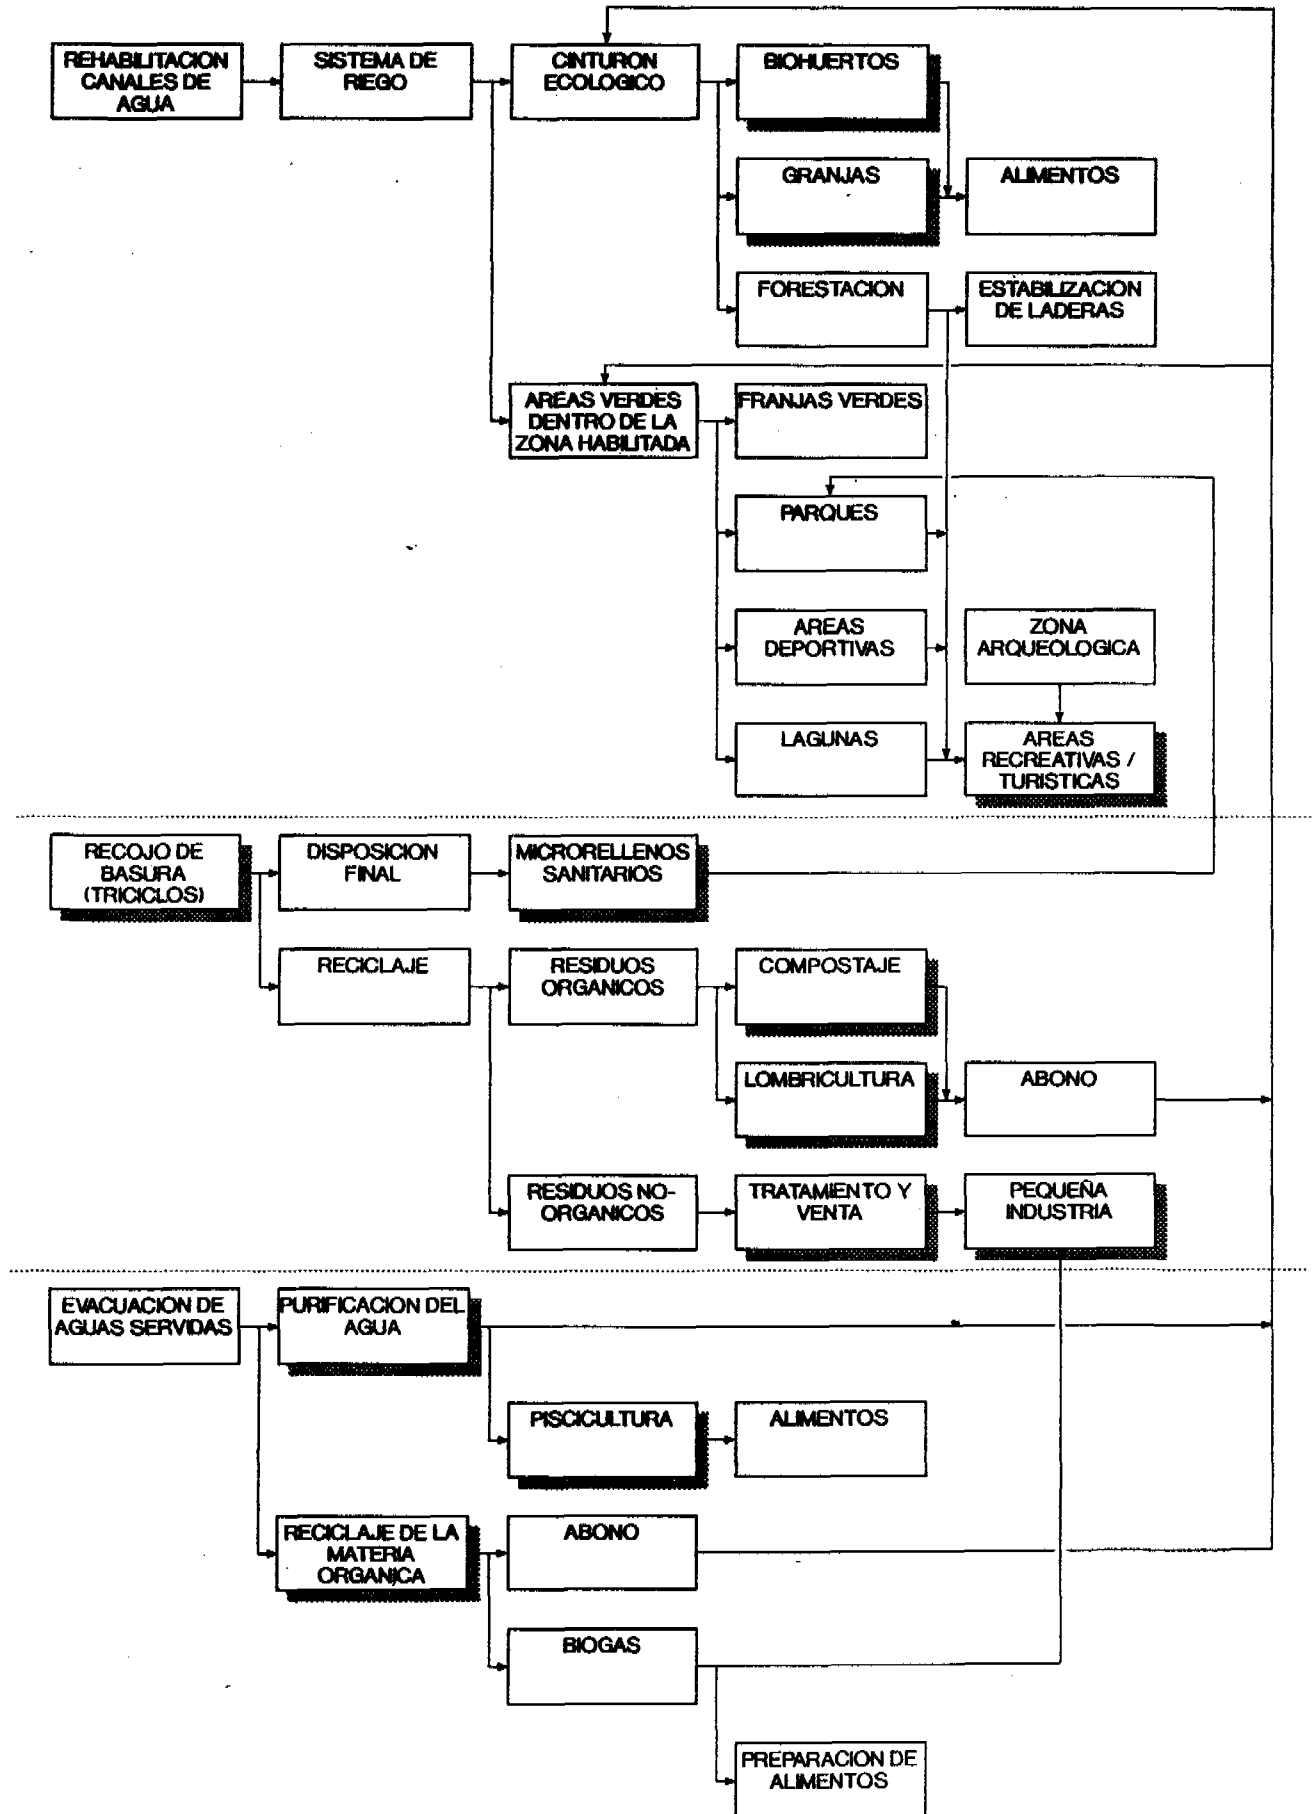 REHABILITACION
CANALES DE
AGUA
SISTEMA DE
RIEGO
CINTURON
ECOLOGICO
BIOHUERTOS
GRANJAS
ALIMENTOS
FORESTACION
ESTABILIZACION
DE LADERAS
AREAS VERDES
DENTRO DE LA
ZONA HABILITADA
FRANJAS VERDES
PARQUES
AREAS
DEPORTIVAS
ZONA
ARQUEOLOGICA
LAGUNAS
AREAS
RECREATIVAS /
TURISTICAS
RECOJO DE
BASURA
(TRICICLOS)
DISPOSICION
FINAL
MICRORELLENOS
SANITARIOS
RECICLAJE
RESIDUOS
ORGANICOS
COMPOSTAJE
LOMBRICULTURA
ABONO
RESIDUOS NO-
ORGANICOS
TRATAMIENTO Y
VENTA
PEQUEÑA
INDUSTRIA
EVACUACION DE
AGUAS SERVIDAS
PURIFICACION DEL
AGUA
PISCICULTURA
ALIMENTOS
RECICLAJE DE LA
MATERIA
ORGANICA
ABONO
BIOGAS
PREPARACION DE
ALIMENTOS